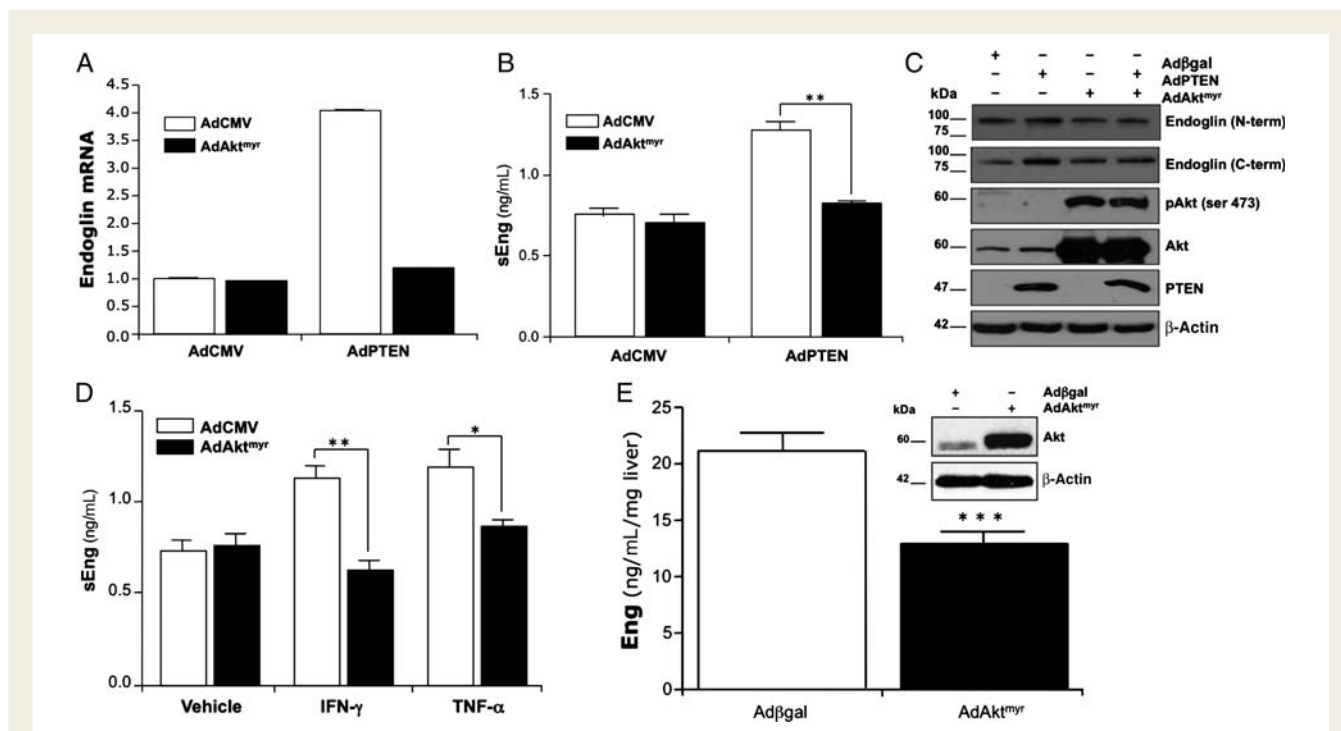 A
4.5
4.0
3.5
3.0
2.5
2.0
1.5
1.0
0.5
0.0
Endoglin mRNA
AdCMV
AdAktᵐʸʳ
AdCMV
AdPTEN
B
1.5
1.0
0.5
0.0
sEng (ng/mL)
AdCMV
AdAktᵐʸʳ
**
AdCMV
AdPTEN
C
+ − − − Adβgal
− + − + AdPTEN
− − + + AdAktᵐʸʳ
kDa
100
75
Endoglin (N-term)
100
75
Endoglin (C-term)
60
pAkt (ser 473)
60
Akt
47
PTEN
42
β-Actin
D
1.5
1.0
0.5
0.0
sEng (ng/mL)
AdCMV
AdAktᵐʸʳ
**
*
Vehicle
IFN-γ
TNF-α
E
25
20
15
10
5
0
Eng (ng/mL/mg liver)
+ − Adβgal
− + AdAktᵐʸʳ
kDa
60
Akt
42
β-Actin
***
Adβgal
AdAktᵐʸʳ